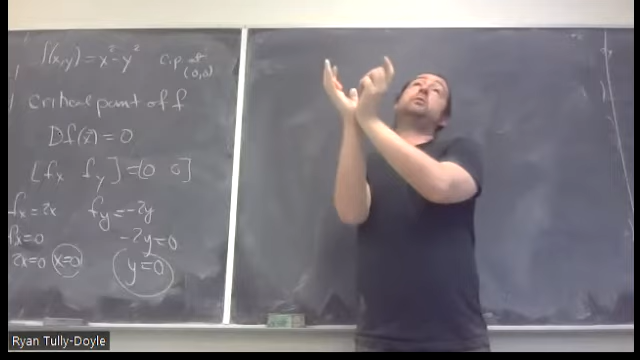 f(x,y) = x² - y² c.p. at (0,0)
critical point of f
Df(x⃗) = 0
[fx fy] = [0 0]
fx = 2x fy = -2y
fx = 0 -2y = 0
2x = 0 x = 0 y = 0
Ryan Tully-Doyle